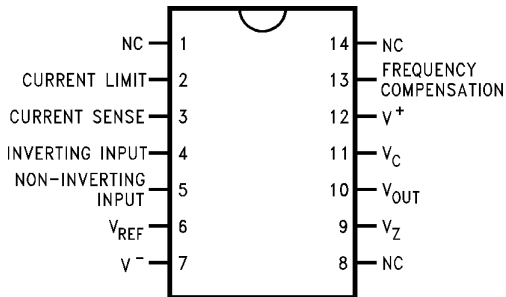 NC 1 14 NC
CURRENT LIMIT 2 13 FREQUENCY COMPENSATION
CURRENT SENSE 3 12 V+
INVERTING INPUT 4 11 VC
NON-INVERTING INPUT 5 10 VOUT
VREF 6 9 VZ
V- 7 8 NC